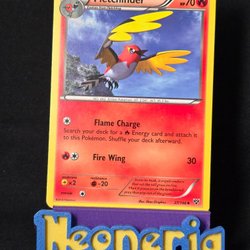 Fletchinder
HP70
Flame Charge
Search your deck for a Energy card and attach it
to this Pokémon. Shuffle your deck afterward.
Fire Wing 30
×2 -20
Neoneria